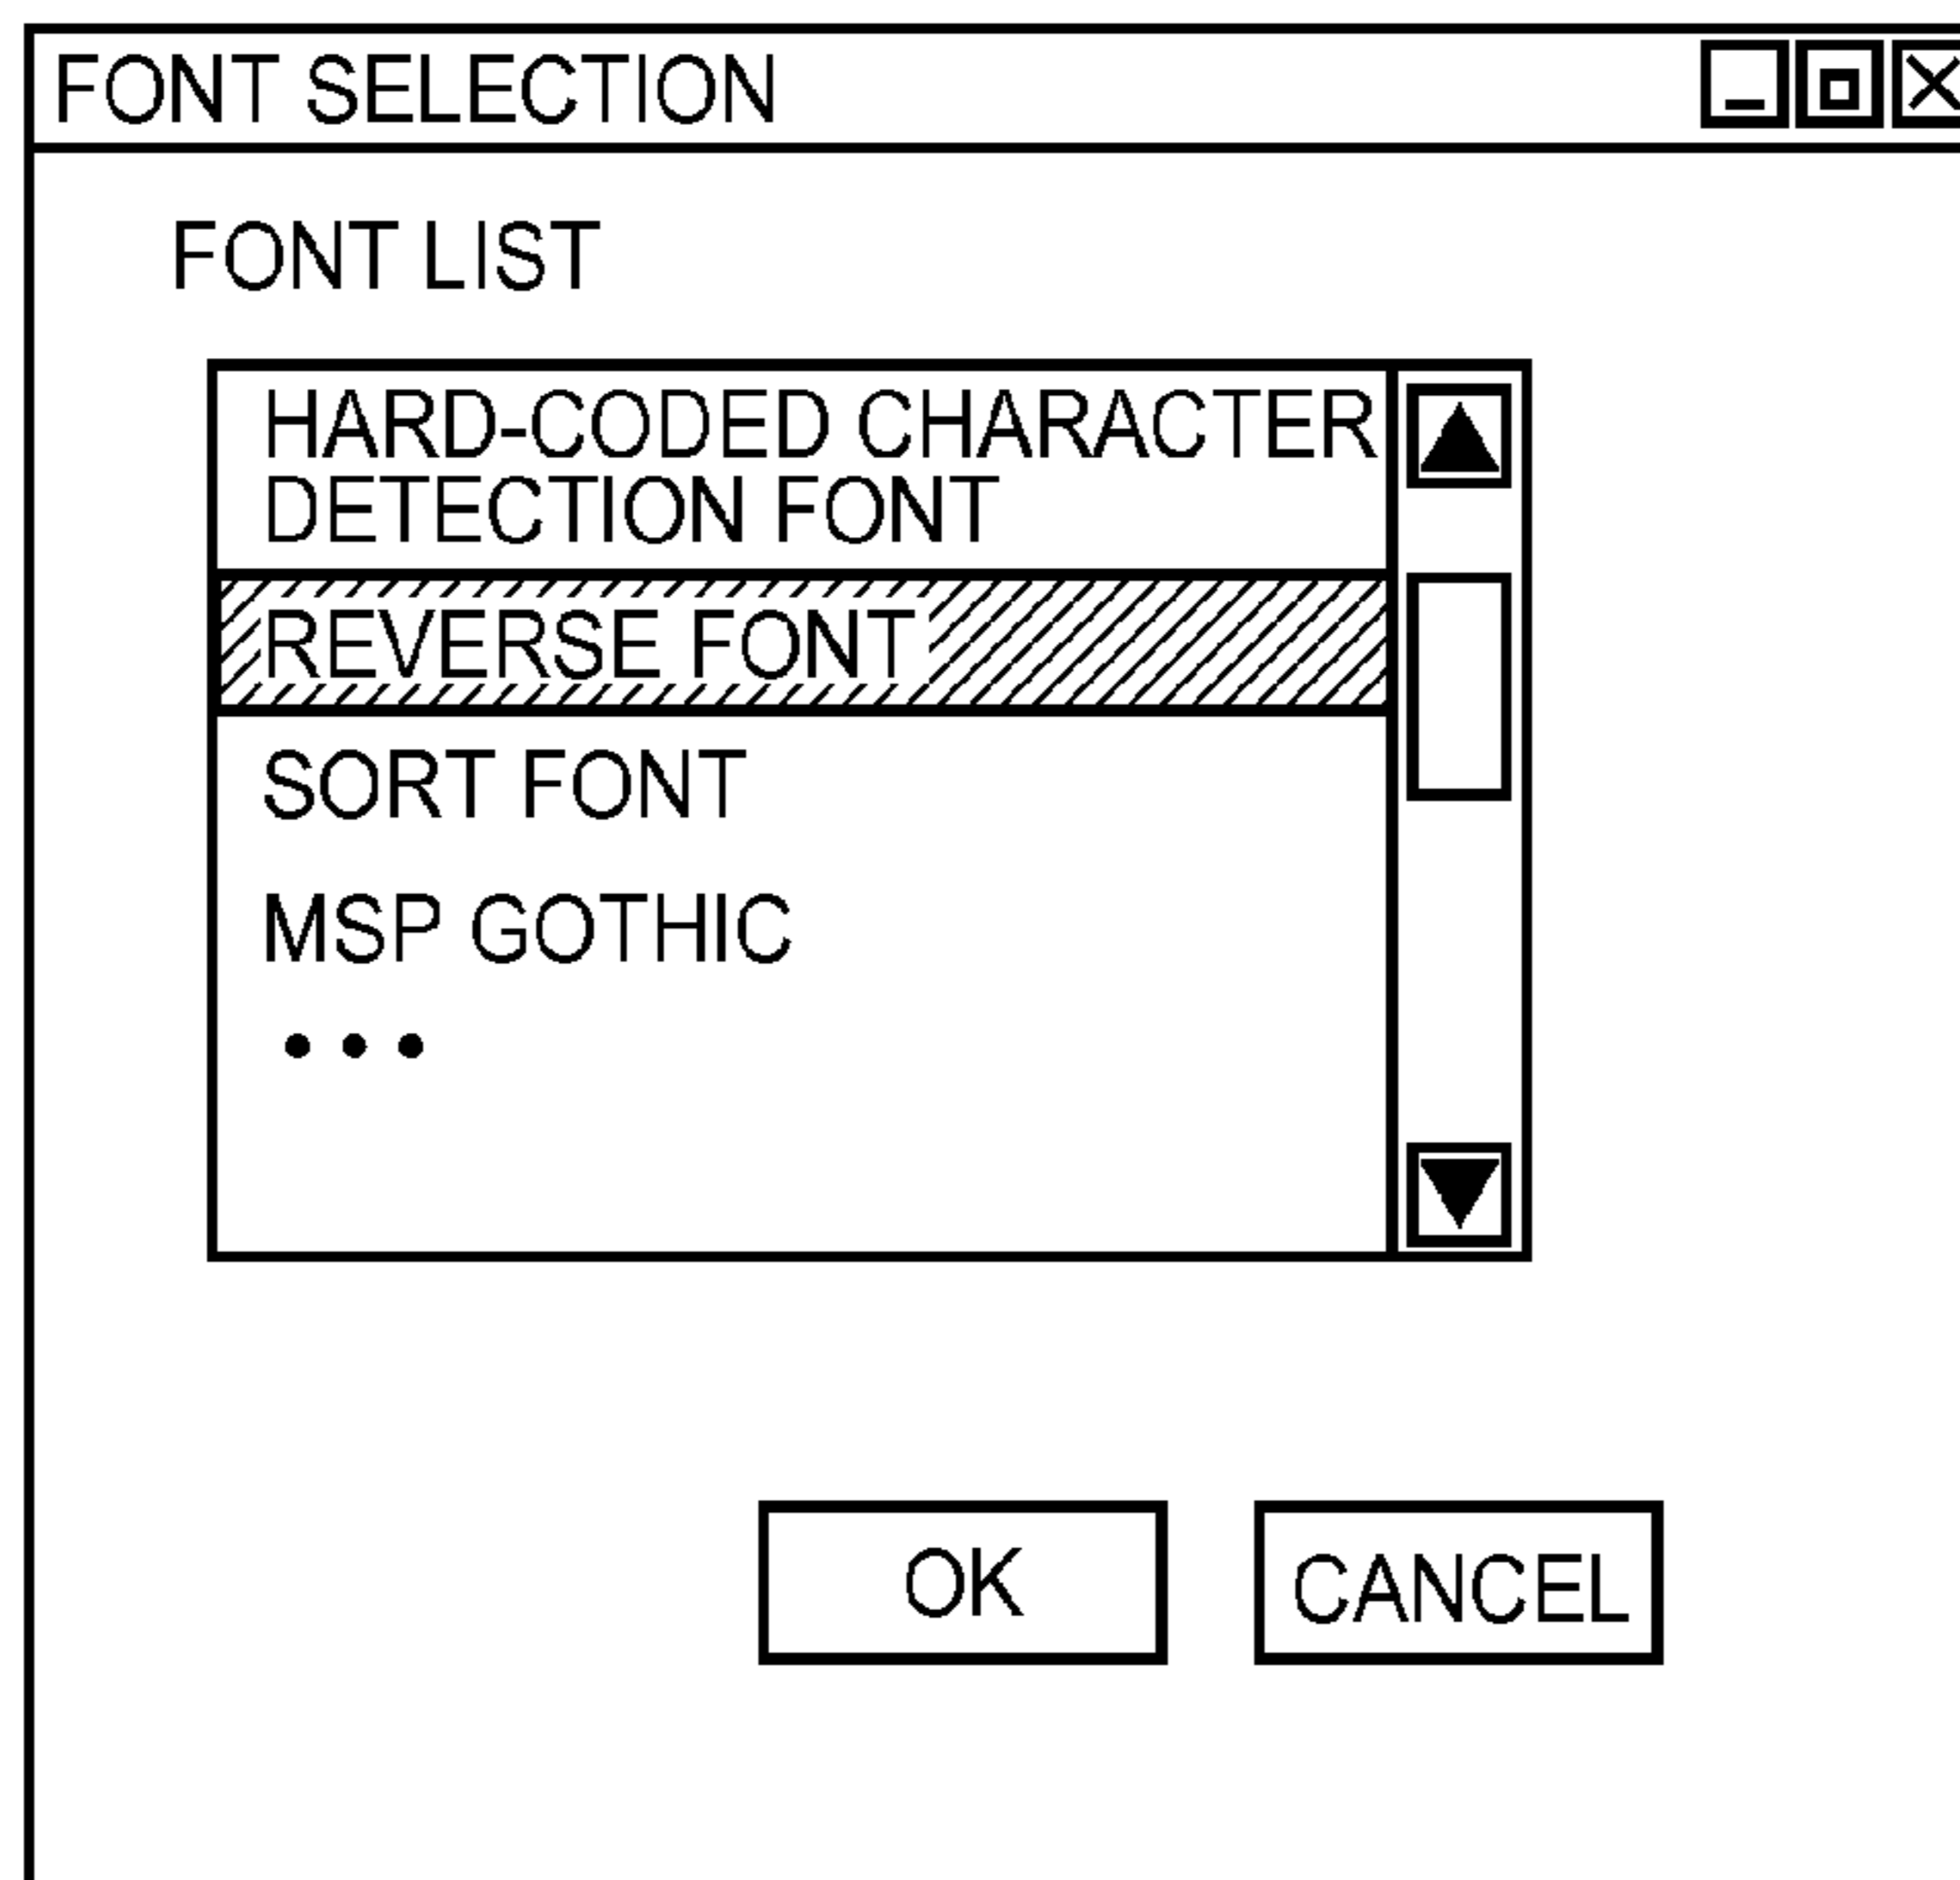 FONT SELECTION
FONT LIST
HARD-CODED CHARACTER
DETECTION FONT
REVERSE FONT
SORT FONT
MSP GOTHIC
•••
OK
CANCEL